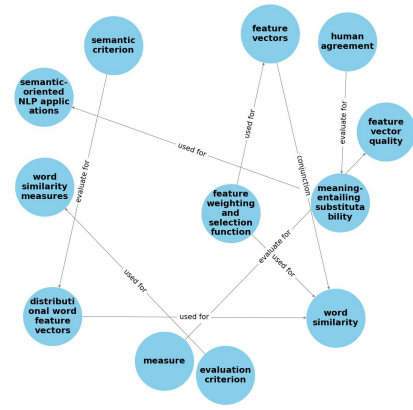 semantic
criterion
feature
vectors
human
agreement
semantic-
oriented
NLP applic
ations
evaluate for
used for
feature
vector
quality
used for
evaluate for
conjunction
word
similarity
measures
feature
weighting
and
selection
function
meaning-
entailing
substituta
bility
evaluate for
used for
used for
distributi
onal word
feature
vectors
used for
word
similarity
measure
evaluation
criterion